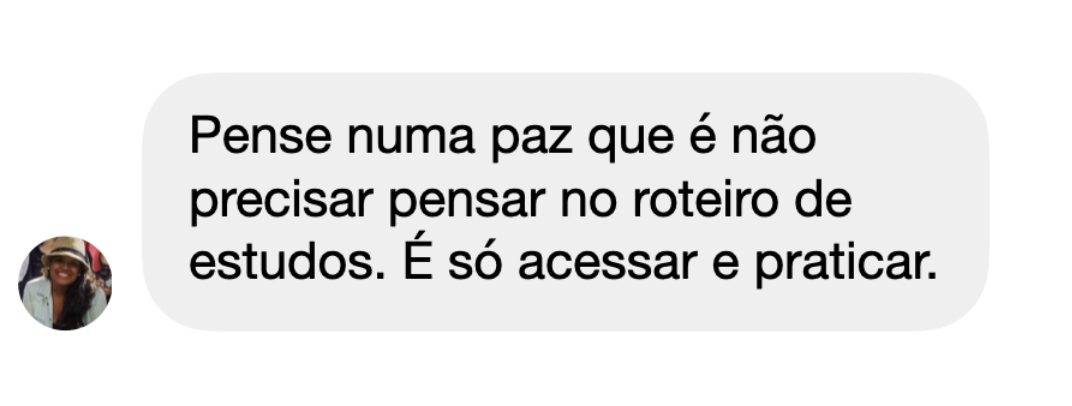 Pense numa paz que é não
precisar pensar no roteiro de
estudos. É só acessar e praticar.